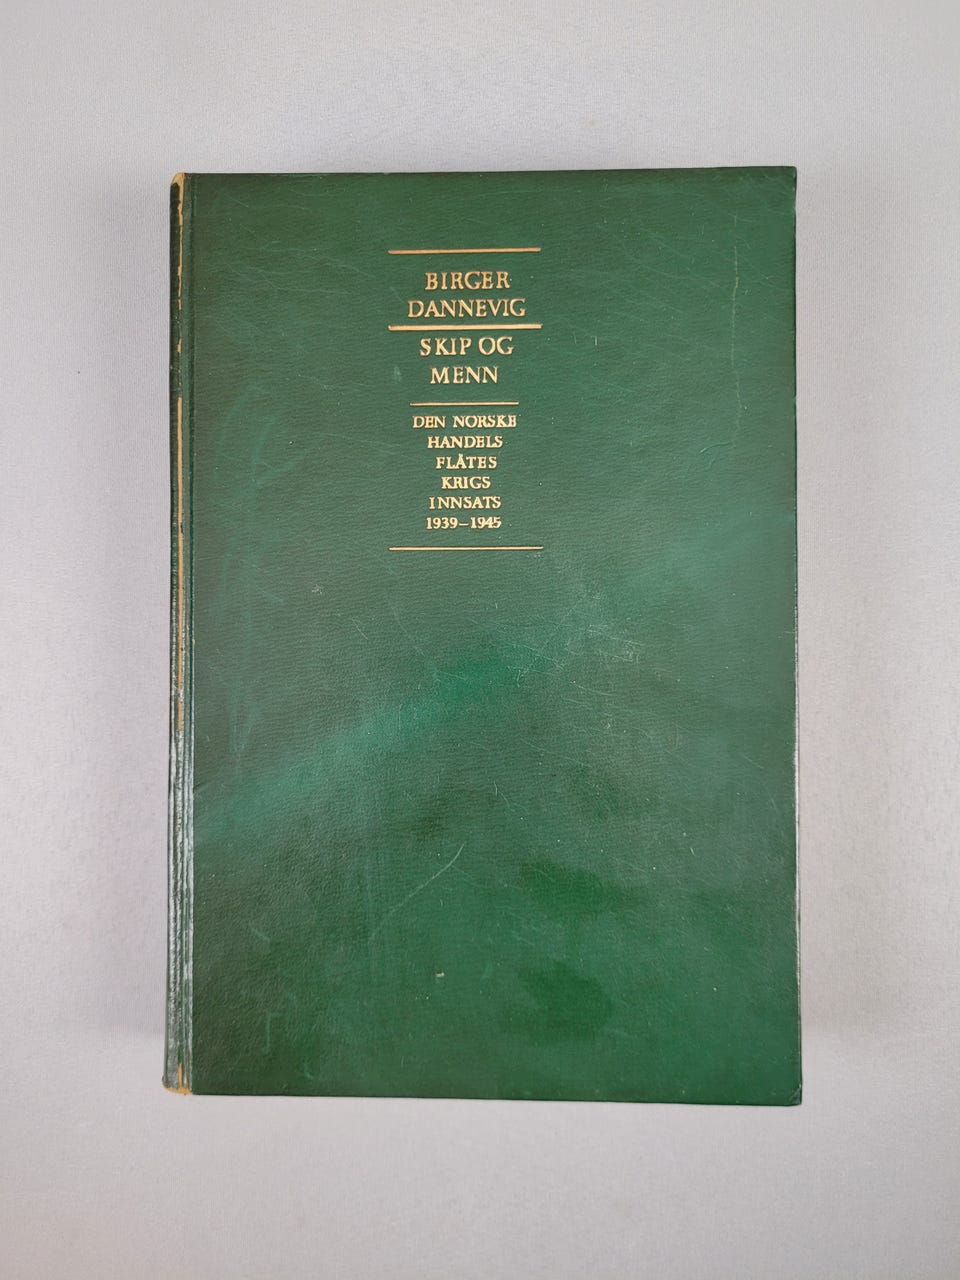 BIRGER
DANNEVIG
SKIP OG
MENN
DEN NORSKE
HANDELS
FLÅTES
KRIGS
INNSATS
1939–1945